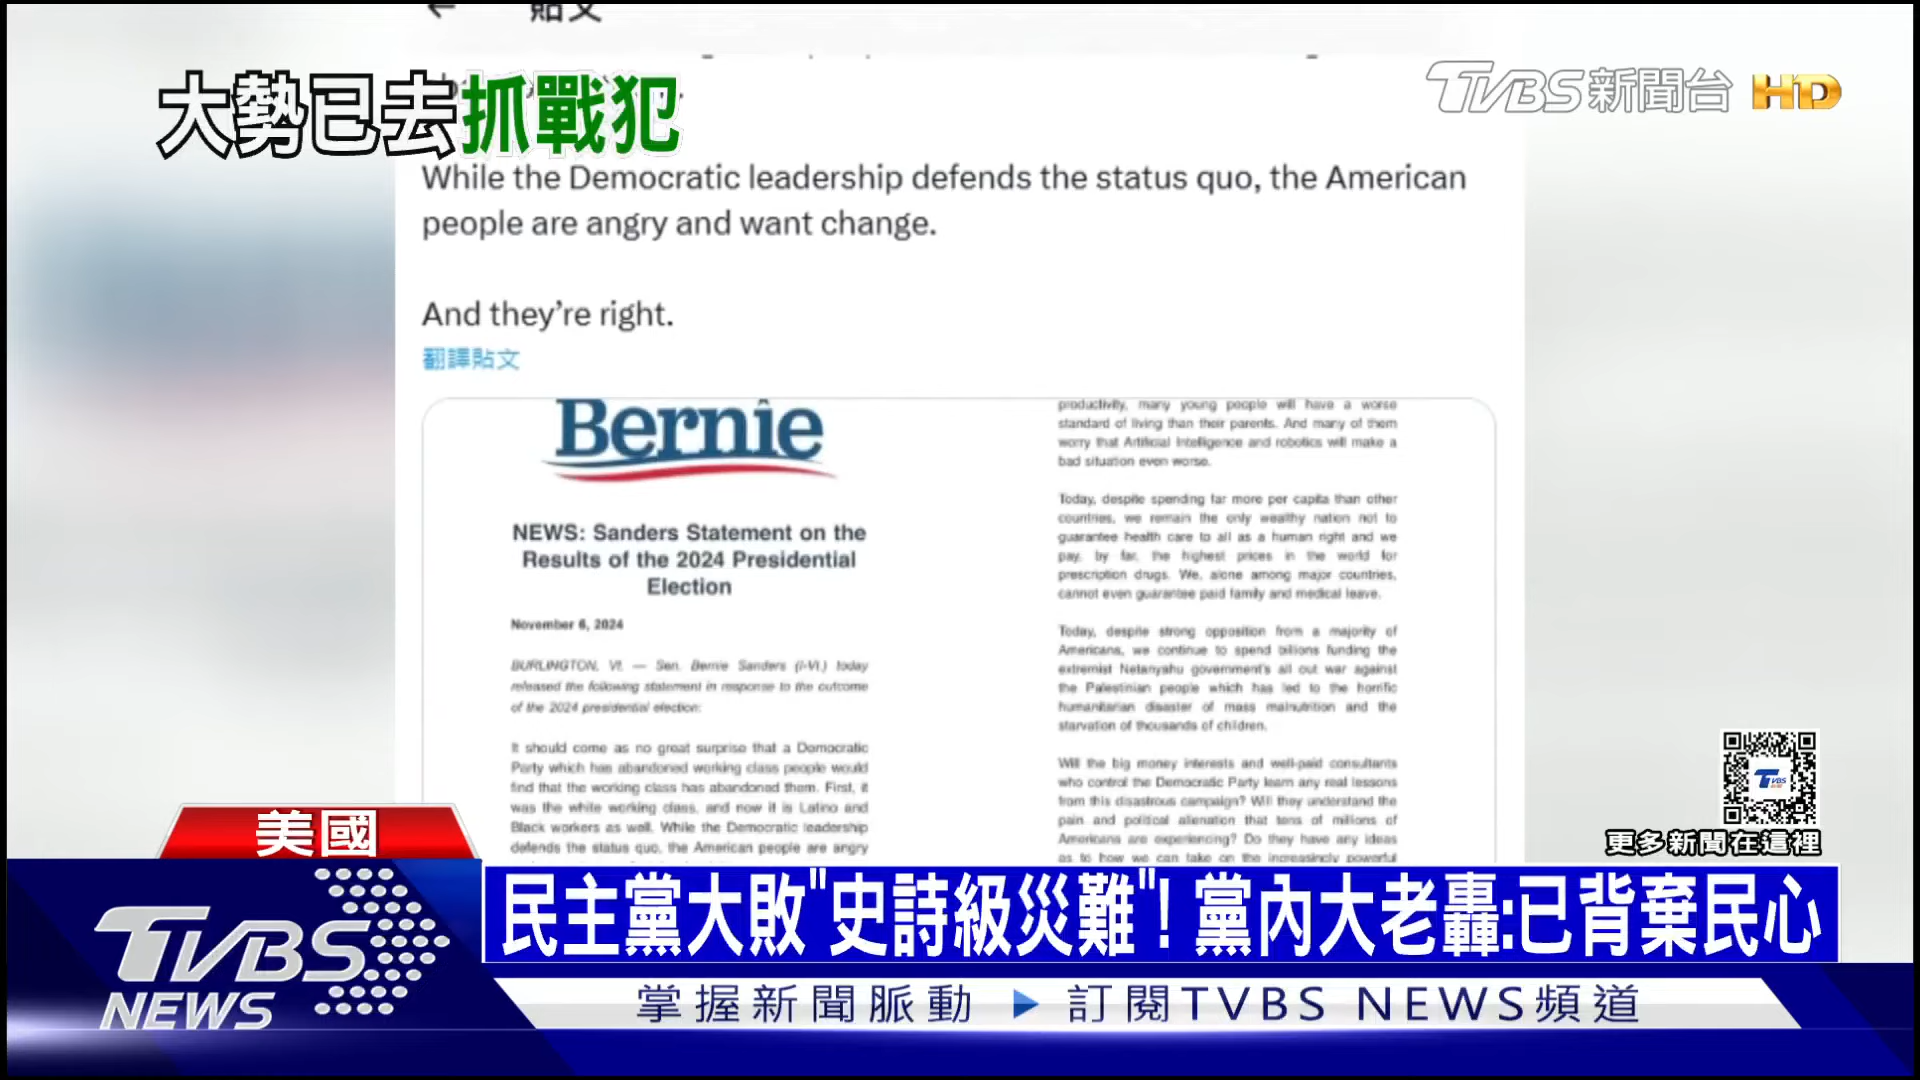 貼文
大勢已去抓戰犯
TVBS新聞台 HD
While the Democratic leadership defends the status quo, the American
people are angry and want change.
And they're right.
翻譯貼文
Bernie
NEWS: Sanders Statement on the
Results of the 2024 Presidential
Election
November 6, 2024
BURLINGTON, Vt. — Sen. Bernie Sanders (I-Vt.) today
released the following statement in response to the outcome
of the 2024 presidential election:
It should come as no great surprise that a Democratic
Party which has abandoned working class people would
find that the working class has abandoned them. First, it
was the white working class, and now it is Latino and
Black workers as well. While the Democratic leadership
defends the status quo, the American people are angry
productivity, many young people will have a worse
standard of living than their parents. And many of them
worry that Artificial Intelligence and robotics will make a
bad situation even worse.
Today, despite spending far more per capita than other
countries, we remain the only wealthy nation not to
guarantee health care to all as a human right and we
pay, by far, the highest prices in the world for
prescription drugs. We, alone among major countries,
cannot even guarantee paid family and medical leave.
Today, despite strong opposition from a majority of
Americans, we continue to spend billions funding the
extremist Netanyahu government's all out war against
the Palestinian people which has led to the horrific
humanitarian disaster of mass malnutrition and the
starvation of thousands of children.
Will the big money interests and well-paid consultants
who control the Democratic Party learn any real lessons
from this disastrous campaign? Will they understand the
pain and political alienation that tens of millions of
Americans are experiencing? Do they have any ideas
as to how we can take on the increasingly powerful
TVBS
更多新聞在這裡
美國
民主黨大敗"史詩級災難"! 黨內大老轟:已背棄民心
TVBS
NEWS
掌握新聞脈動 ▶ 訂閱TVBS NEWS頻道